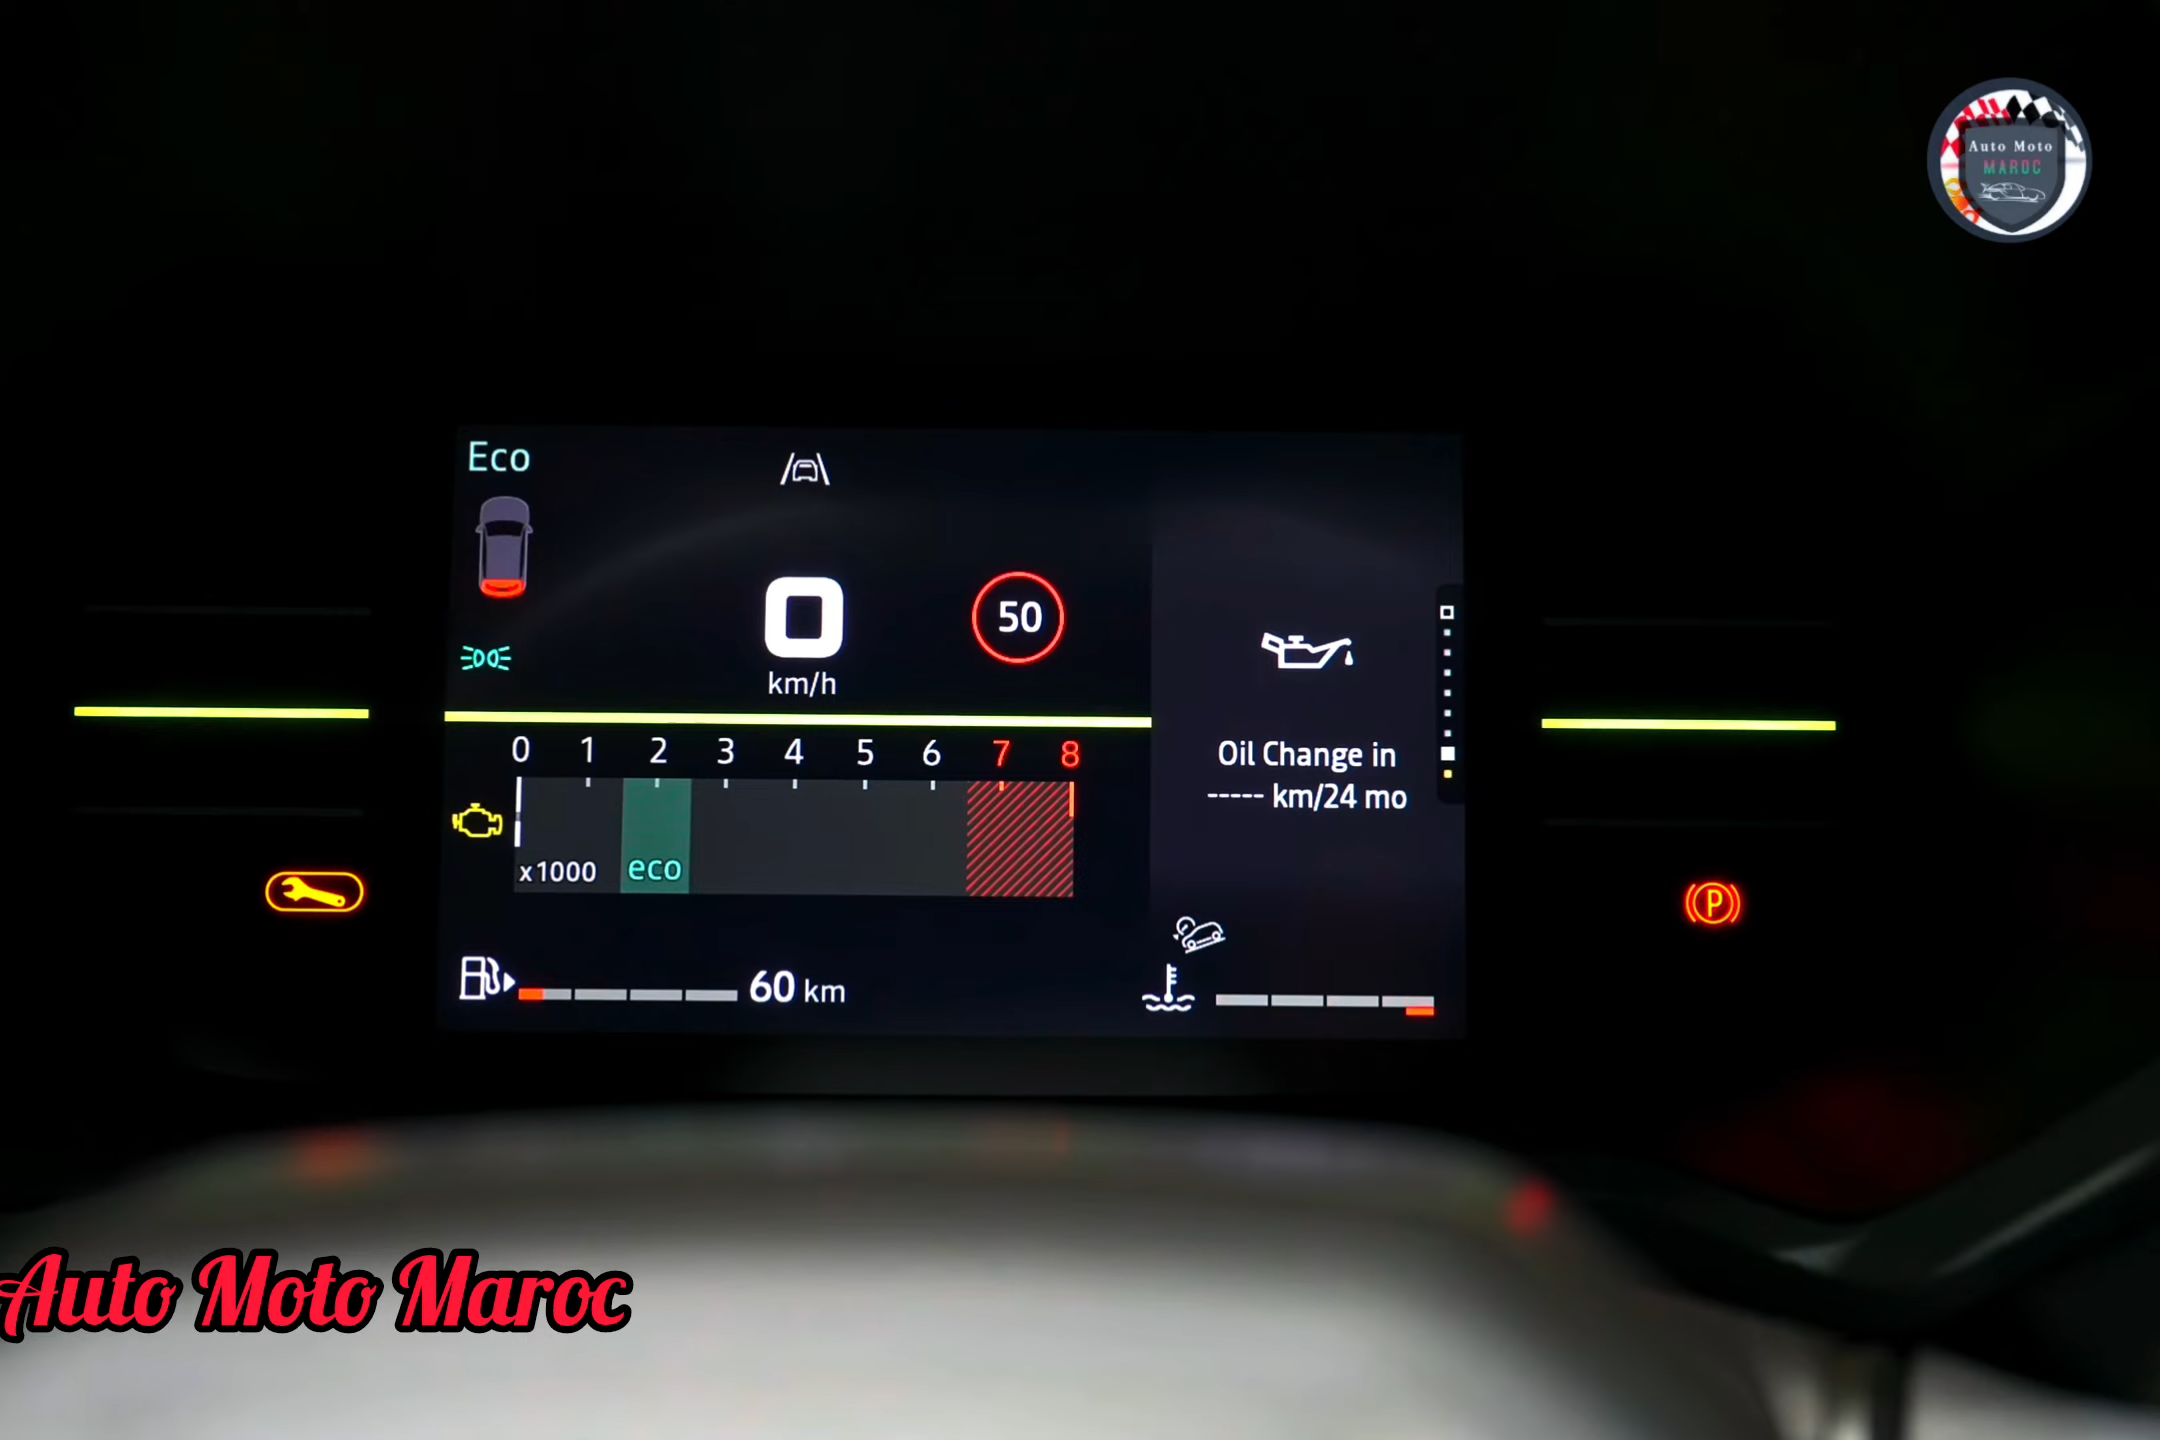 Auto Moto
MAROC
Eco
0
km/h
50
0 1 2 3 4 5 6 7 8
x1000
eco
Oil Change in
----- km/24 mo
P
60 km
Auto Moto Maroc